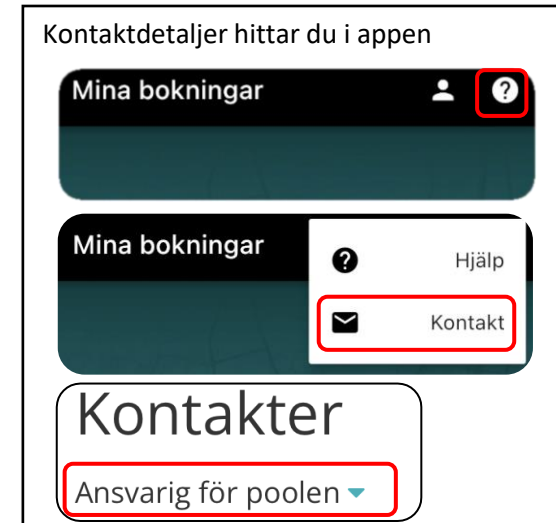 Kontaktdetaljer hittar du i appen
Mina bokningar
Mina bokningar
Hjälp
Kontakt
Kontakter
Ansvarig för poolen